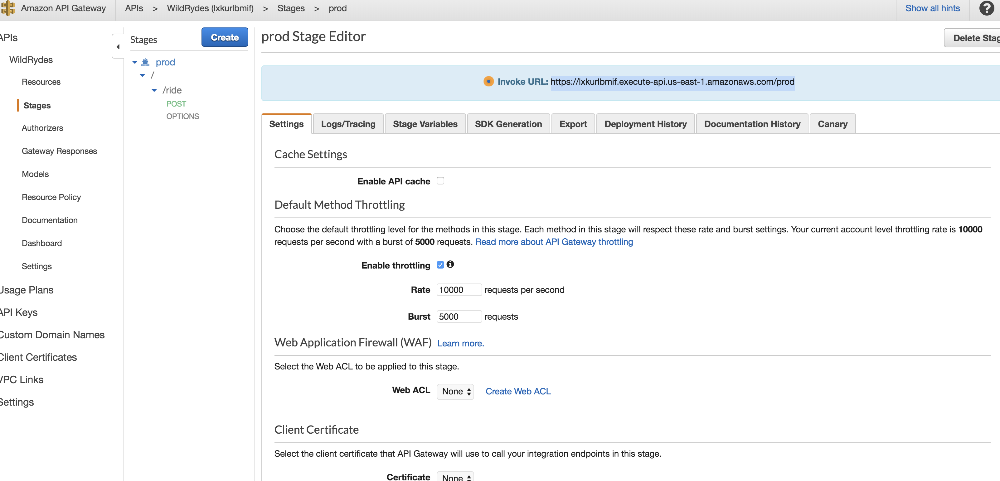 Amazon API Gateway
APIs > WildRydes (lxkurlbmif) > Stages > prod
Show all hints
?
APIs
WildRydes
Resources
Stages
Authorizers
Gateway Responses
Models
Resource Policy
Documentation
Dashboard
Settings
Usage Plans
API Keys
Custom Domain Names
Client Certificates
VPC Links
Settings
Stages
Create
prod
/
/ride
POST
OPTIONS
prod Stage Editor
Delete Stag
Invoke URL: https://lxkurlbmif.execute-api.us-east-1.amazonaws.com/prod
Settings Logs/Tracing Stage Variables SDK Generation Export Deployment History Documentation History Canary
Cache Settings
Enable API cache
Default Method Throttling
Choose the default throttling level for the methods in this stage. Each method in this stage will respect these rate and burst settings. Your current account level throttling rate is 10000
requests per second with a burst of 5000 requests. Read more about API Gateway throttling
Enable throttling
Rate 10000 requests per second
Burst 5000 requests
Web Application Firewall (WAF) Learn more.
Select the Web ACL to be applied to this stage.
Web ACL None Create Web ACL
Client Certificate
Select the client certificate that API Gateway will use to call your integration endpoints in this stage.
Certificate None